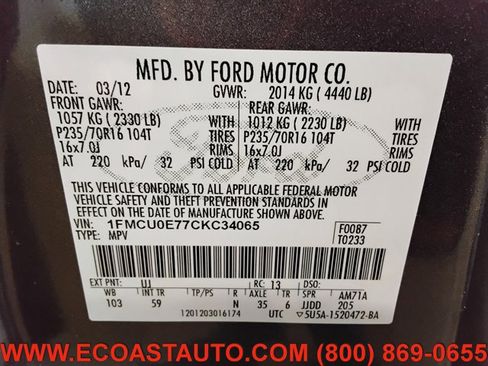 MFD. BY FORD MOTOR CO.
DATE: 03/12 GVWR: 2014 KG ( 4440 LB)
FRONT GAWR: REAR GAWR:
1057 KG ( 2330 LB) 1012 KG ( 2230 LB)
P235/70R16 104T TIRES P235/70R16 104T
16x7.0J RIMS 16x7.0J
AT 220 kPa/ 32 PSI COLD AT 220 kPa/ 32 PSI COLD
THIS VEHICLE CONFORMS TO ALL APPLICABLE FEDERAL MOTOR
VEHICLE SAFETY AND THEFT PREVENTION STANDARDS IN
EFFECT ON THE DATE OF MANUFACTURE SHOWN ABOVE.
VIN: 1FMCU0E77CKC34065 F0087
TYPE: MPV T0233
EXT PNT: UJ RC: 13 DSO:
WB INT TR TP/PS R AXLE TR SPR AM71A
103 59 N 35 6 JJDD 205
1201203016174 UTC ▽5U5A-1520472-BA
WWW.ECOASTAUTO.COM (800) 869-0655